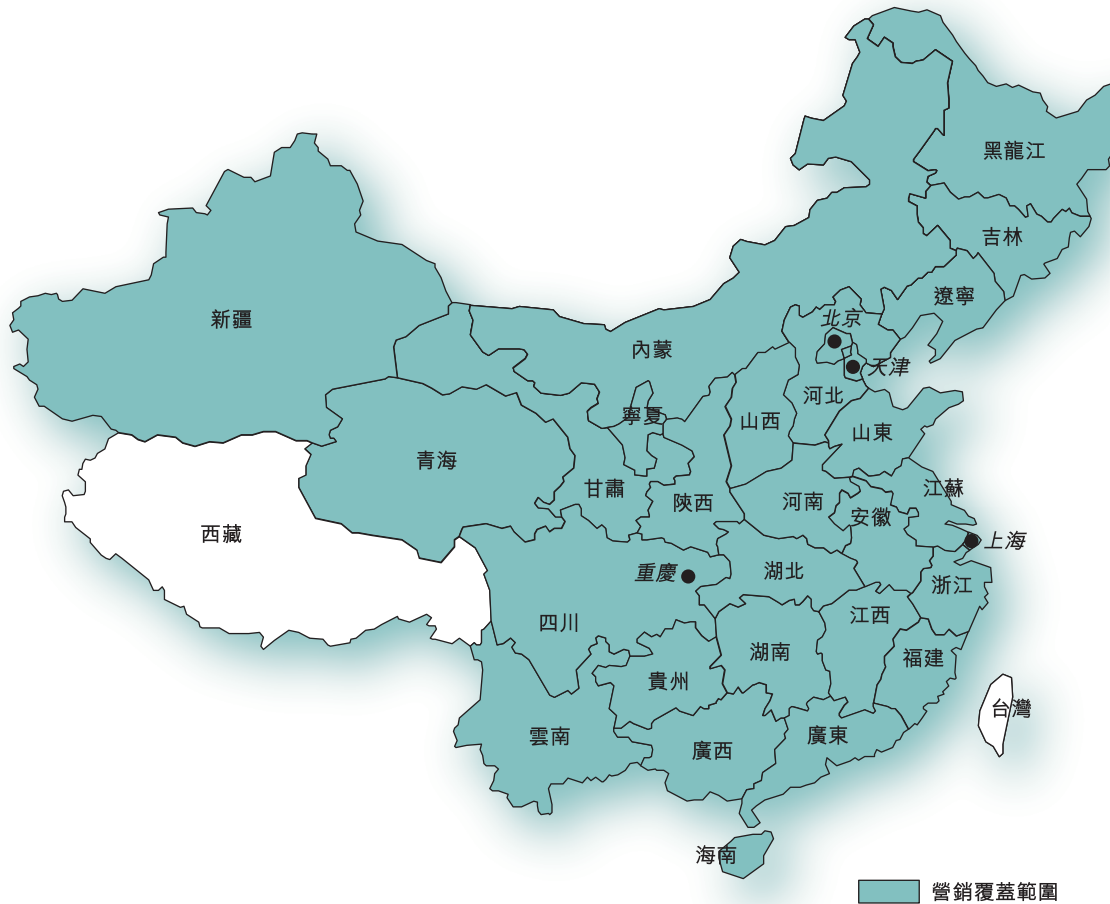 黑龍江
吉林
遼寧
北京
新疆
內蒙
天津
河北
寧夏
山西
山東
青海
甘肅
江蘇
陝西
河南
安徽
西藏
上海
湖北
重慶
浙江
四川
江西
湖南
福建
貴州
台灣
雲南
廣東
廣西
海南
營銷覆蓋範圍